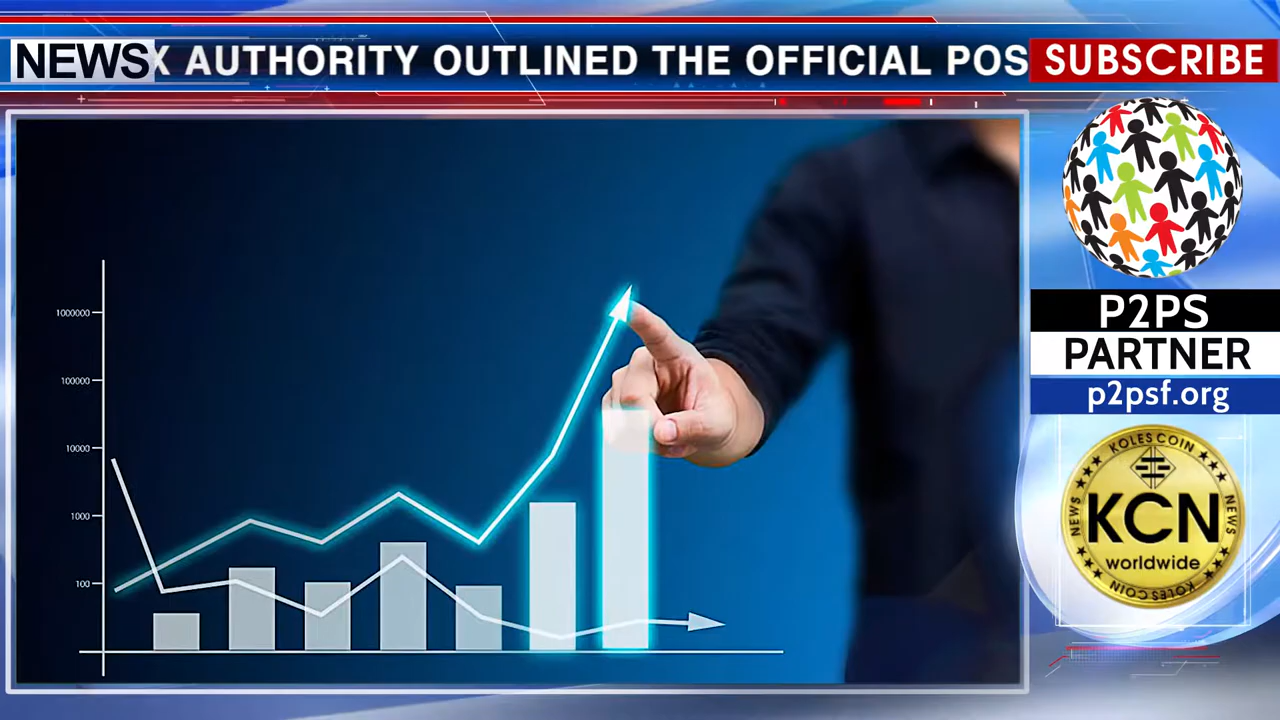 NEWS
X AUTHORITY OUTLINED THE OFFICIAL POS
SUBSCRIBE
1000000
100000
10000
1000
100
P2PS
PARTNER
p2psf.org
KOLES COIN
NEWS
KCN
NEWS
worldwide
KOLES COIN